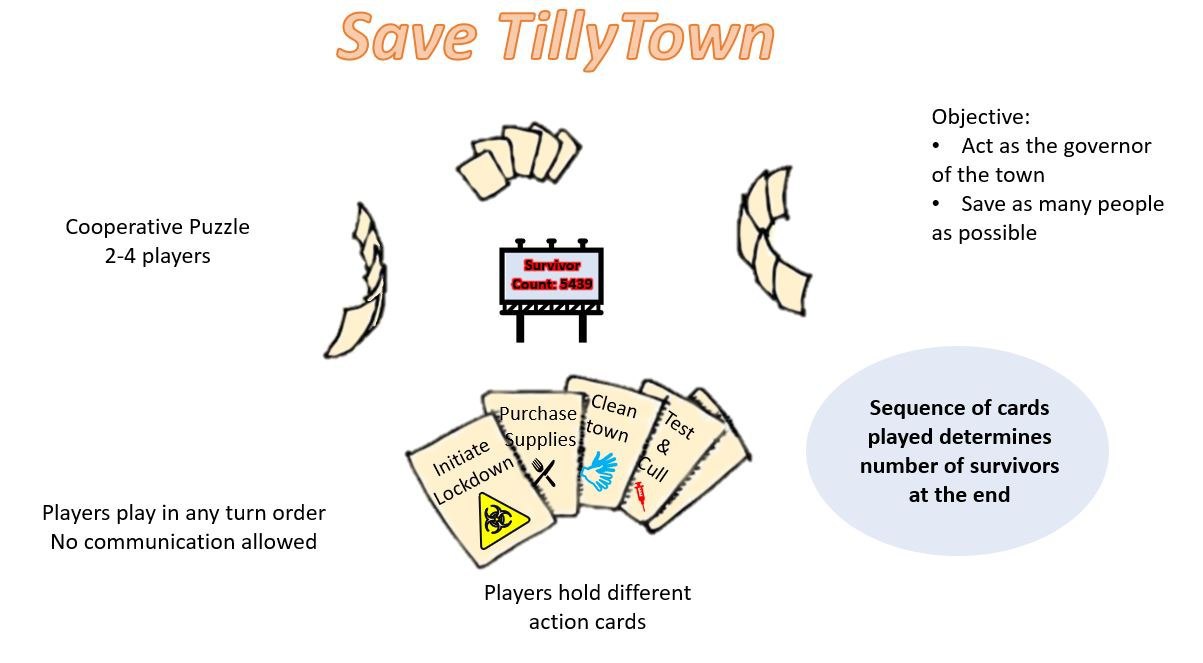 Save TillyTown
Objective:
• Act as the governor
of the town
• Save as many people
as possible
Cooperative Puzzle
2-4 players
Survivor
Count: 5439
Purchase
Supplies
Clean
town
Test
&
Cull
Initiate
Lockdown
Sequence of cards
played determines
number of survivors
at the end
Players play in any turn order
No communication allowed
Players hold different
action cards